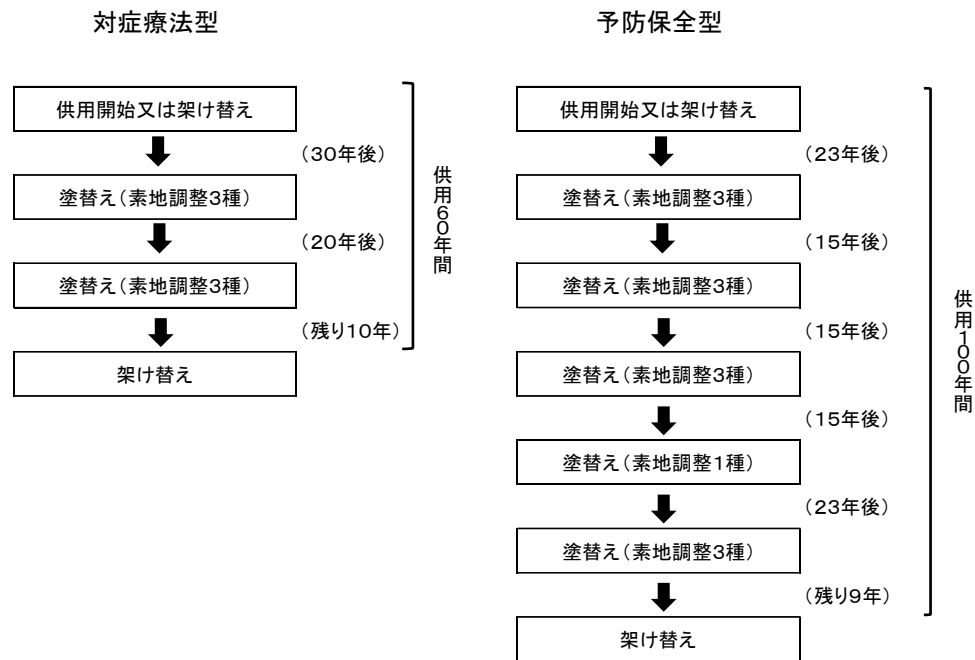 対症療法型
供用開始又は架け替え
（30年後）
塗替え（素地調整3種）
（20年後）
塗替え（素地調整3種）
（残り10年）
架け替え
供用60年間
予防保全型
供用開始又は架け替え
（23年後）
塗替え（素地調整3種）
（15年後）
塗替え（素地調整3種）
（15年後）
塗替え（素地調整3種）
（15年後）
塗替え（素地調整1種）
（23年後）
塗替え（素地調整3種）
（残り9年）
架け替え
供用100年間